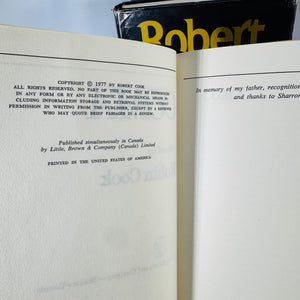 Robert
COPYRIGHT © 1977 BY ROBERT COOK
ALL RIGHTS RESERVED. NO PART OF THIS BOOK MAY BE REPRODUCED
IN ANY FORM OR BY ANY ELECTRONIC OR MECHANICAL MEANS IN-
CLUDING INFORMATION STORAGE AND RETRIEVAL SYSTEMS WITHOUT
PERMISSION IN WRITING FROM THE PUBLISHER, EXCEPT BY A REVIEWER
WHO MAY QUOTE BRIEF PASSAGES IN A REVIEW.
Published simultaneously in Canada
by Little, Brown & Company (Canada) Limited
PRINTED IN THE UNITED STATES OF AMERICA
Robin Cook
In memory of my father, recognition
and thanks to Sharron